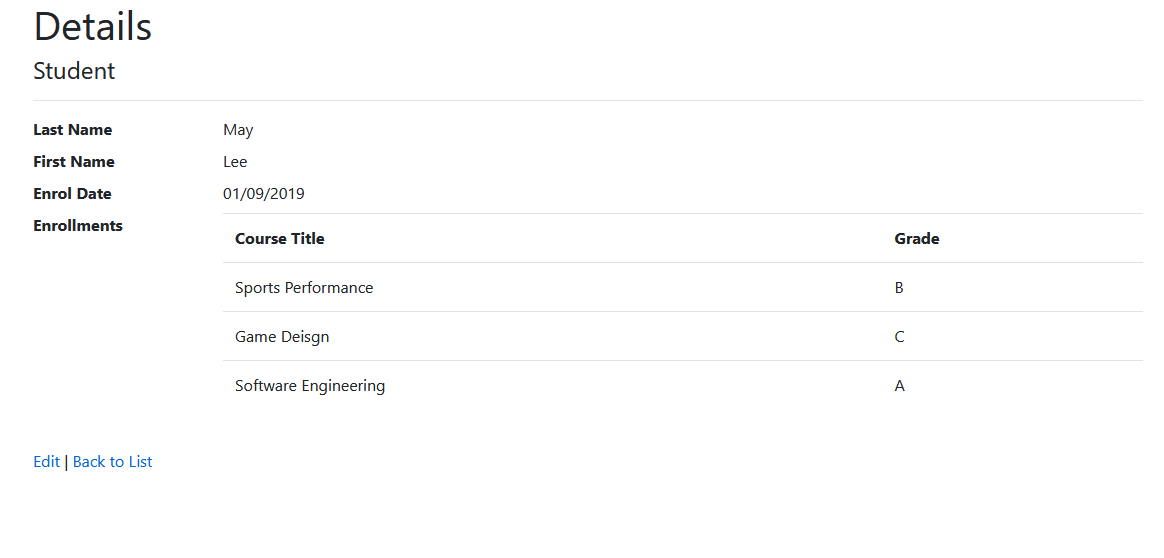 Details
Student
Last Name May
First Name Lee
Enrol Date 01/09/2019
Enrollments
Course Title Grade
Sports Performance B
Game Deisgn C
Software Engineering A
Edit | Back to List